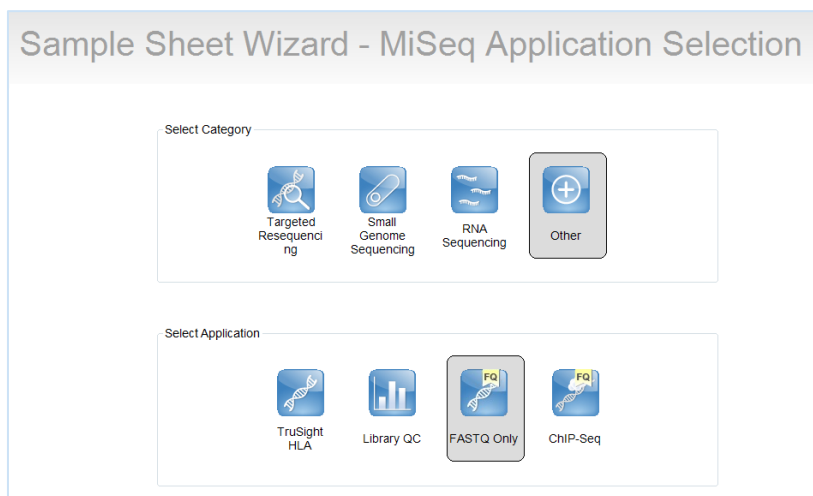 Sample Sheet Wizard - MiSeq Application Selection
Select Category
Targeted
Resequenci
ng
Small
Genome
Sequencing
RNA
Sequencing
Other
Select Application
TruSight
HLA
Library QC
FQ
FASTQ Only
FQ
ChIP-Seq